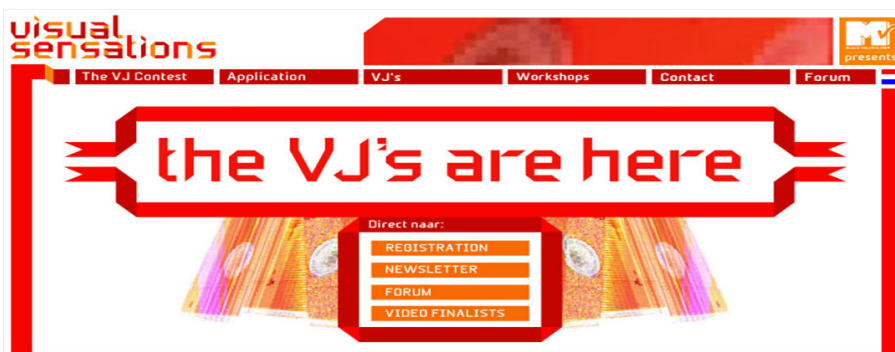 visual
sensations
presents
The VJ Contest Application VJ's Workshops Contact Forum
the VJ's are here
Direct naar:
REGISTRATION
NEWSLETTER
FORUM
VIDEO FINALISTS